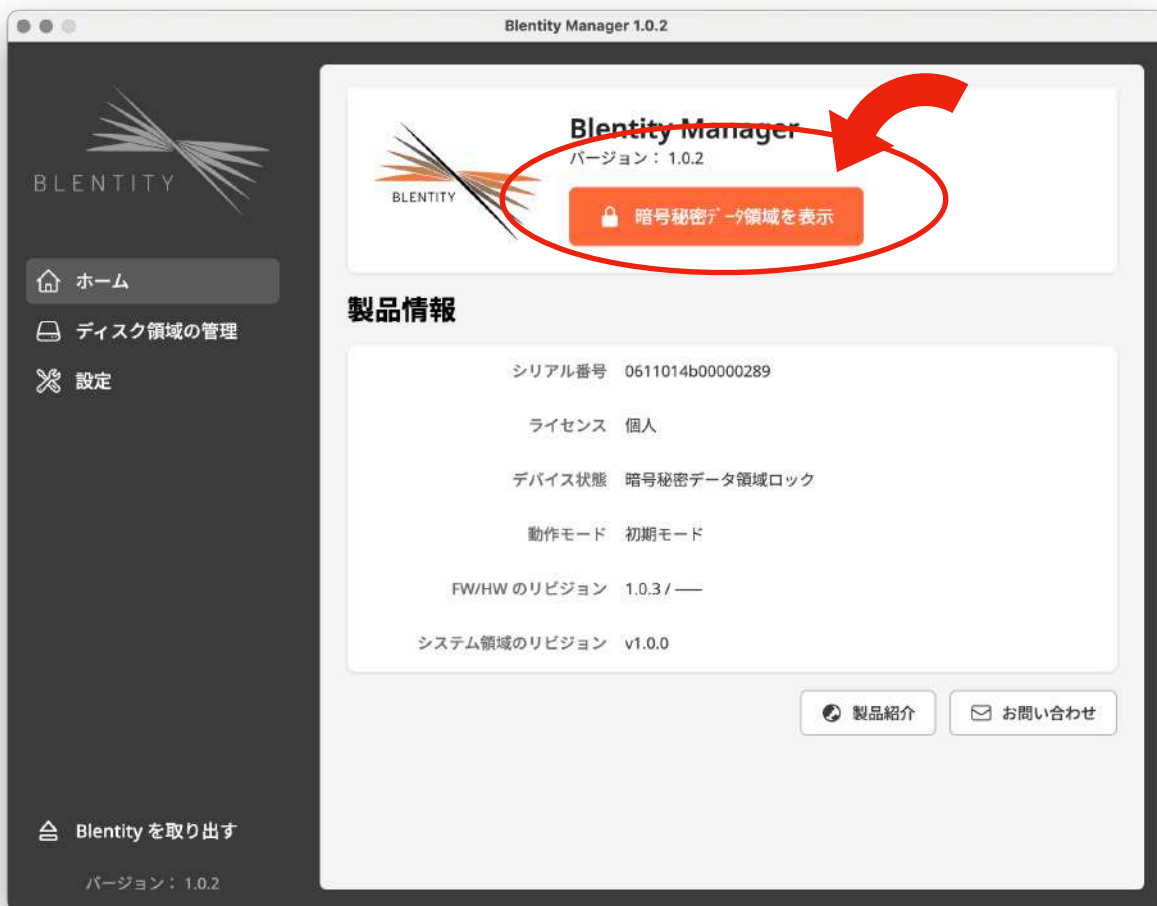 Blentity Manager 1.0.2
BLENTITY
ホーム
ディスク領域の管理
設定
Blentity を取り出す
バージョン： 1.0.2
BLENTITY
Blentity Manager
バージョン： 1.0.2
暗号秘密ﾃﾞｰﾀ領域を表示
製品情報
シリアル番号 0611014b00000289
ライセンス 個人
デバイス状態 暗号秘密データ領域ロック
動作モード 初期モード
FW/HW のリビジョン 1.0.3 / ──
システム領域のリビジョン v1.0.0
製品紹介
お問い合わせ